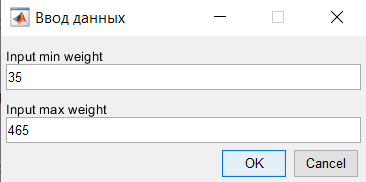 Ввод данных
Input min weight
35
Input max weight
465
OK Cancel